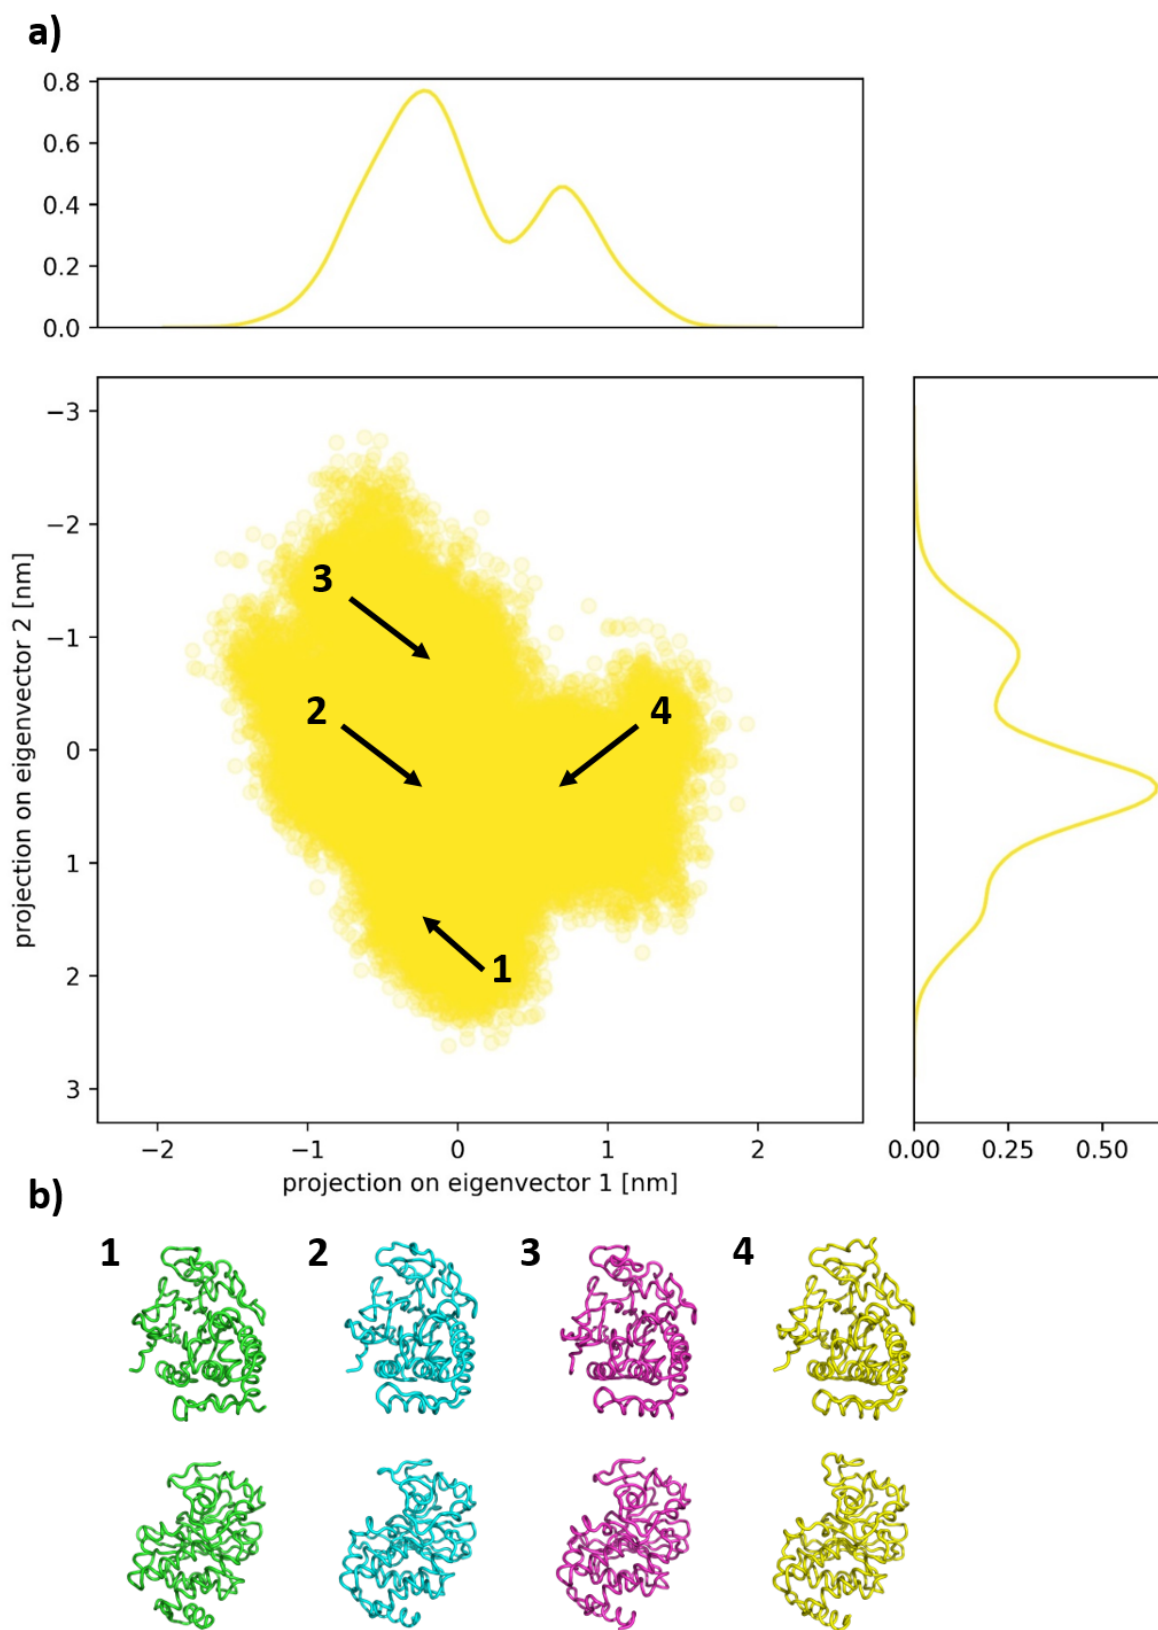 a)
0.8
0.6
0.4
0.2
0.0
−3
−2
−1
0
1
2
3
projection on eigenvector 2 [nm]
3
2
4
1
−2 −1 0 1 2
projection on eigenvector 1 [nm]
0.00 0.25 0.50
b)
1 2 3 4